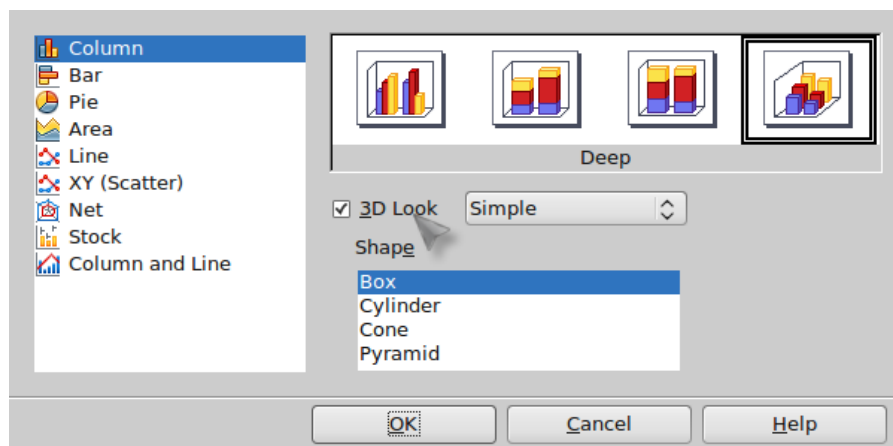 Column
Bar
Pie
Area
Line
XY (Scatter)
Net
Stock
Column and Line
Deep
3D Look
Simple
Shape
Box
Cylinder
Cone
Pyramid
OK
Cancel
Help